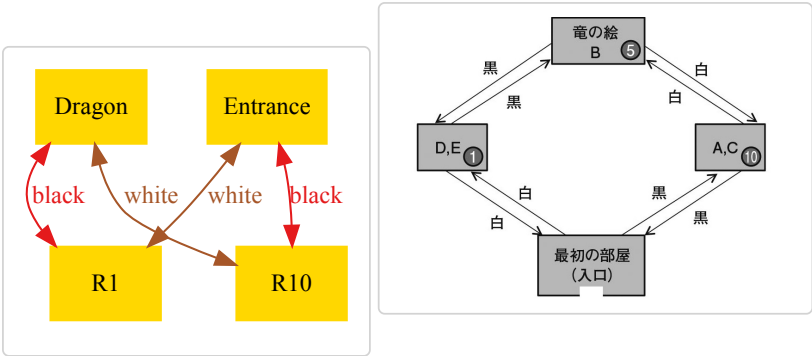 Dragon
Entrance
black
white
white
black
R1
R10
竜の絵
B
5
黒
黒
白
白
D,E
1
A,C
10
白
白
黒
黒
最初の部屋
(入口)